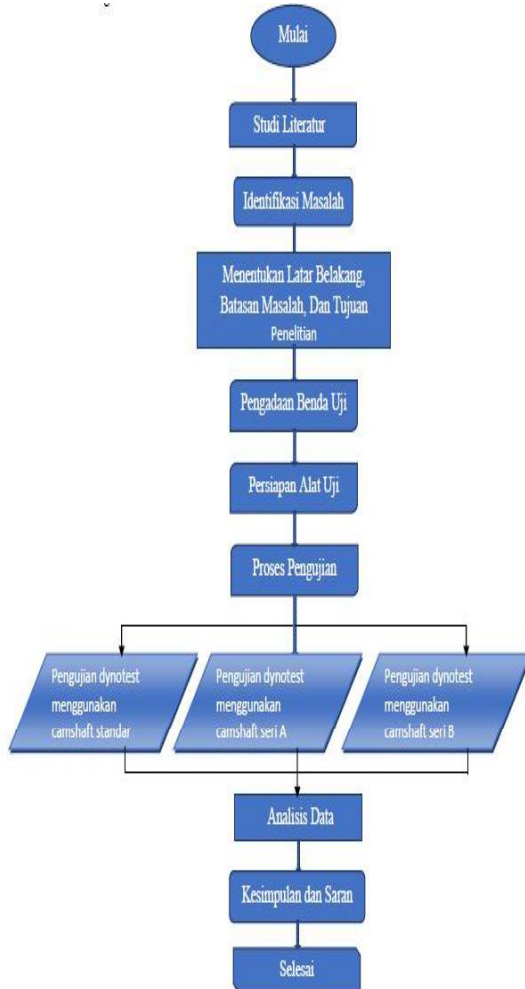 Mulai
Studi Literatur
Identifikasi Masalah
Menentukan Latar Belakang,
Batasan Masalah, Dan Tujuan
Penelitian
Pengadaan Benda Uji
Persiapan Alat Uji
Proses Pengujian
Pengujian dynotest
menggunakan
camshaft standar
Pengujian dynotest
menggunakan
camshaft seri A
Pengujian dynotest
menggunakan
camshaft seri B
Analisis Data
Kesimpulan dan Saran
Selesai